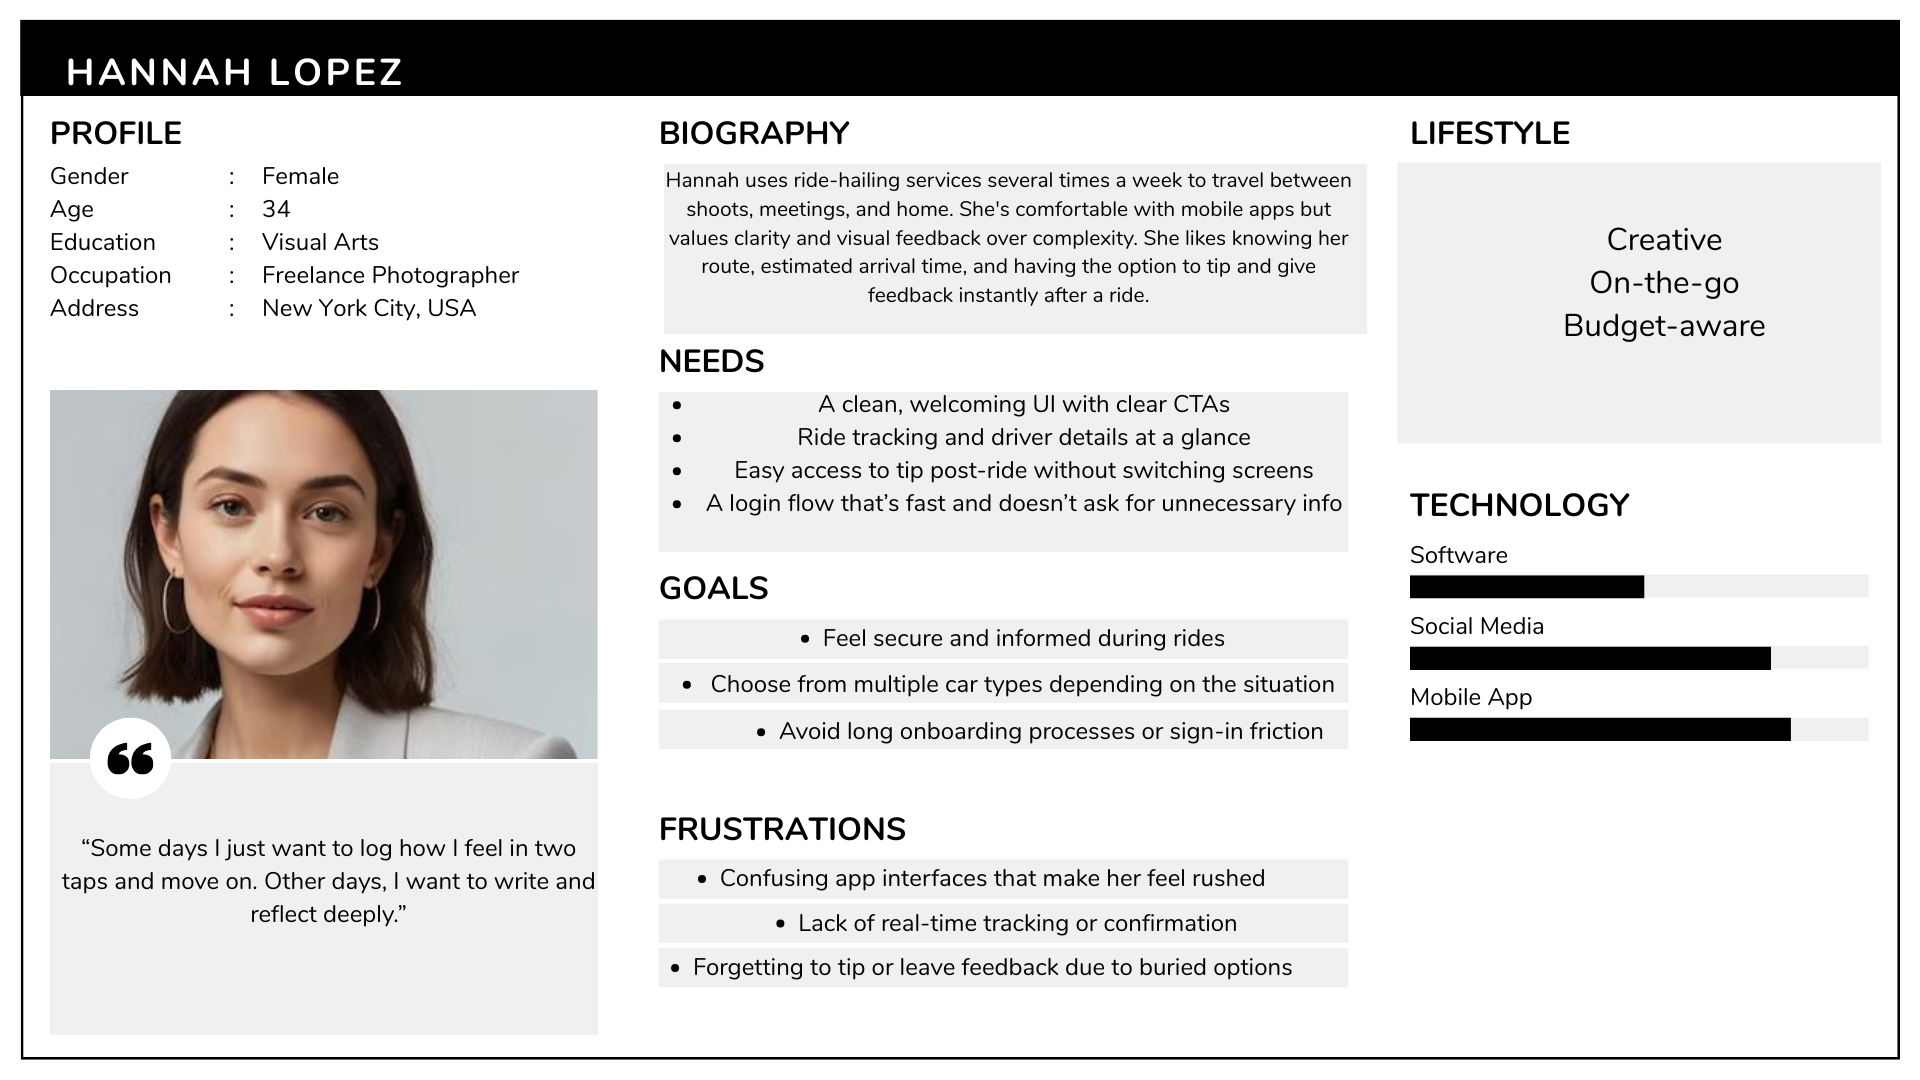 HANNAH LOPEZ
PROFILE
Gender : Female
Age : 34
Education : Visual Arts
Occupation : Freelance Photographer
Address : New York City, USA
“Some days I just want to log how I feel in two
taps and move on. Other days, I want to write and
reflect deeply.”
BIOGRAPHY
Hannah uses ride-hailing services several times a week to travel between
shoots, meetings, and home. She's comfortable with mobile apps but
values clarity and visual feedback over complexity. She likes knowing her
route, estimated arrival time, and having the option to tip and give
feedback instantly after a ride.
NEEDS
• A clean, welcoming UI with clear CTAs
• Ride tracking and driver details at a glance
• Easy access to tip post-ride without switching screens
• A login flow that’s fast and doesn’t ask for unnecessary info
GOALS
• Feel secure and informed during rides
• Choose from multiple car types depending on the situation
• Avoid long onboarding processes or sign-in friction
FRUSTRATIONS
• Confusing app interfaces that make her feel rushed
• Lack of real-time tracking or confirmation
• Forgetting to tip or leave feedback due to buried options
LIFESTYLE
Creative
On-the-go
Budget-aware
TECHNOLOGY
Software
Social Media
Mobile App